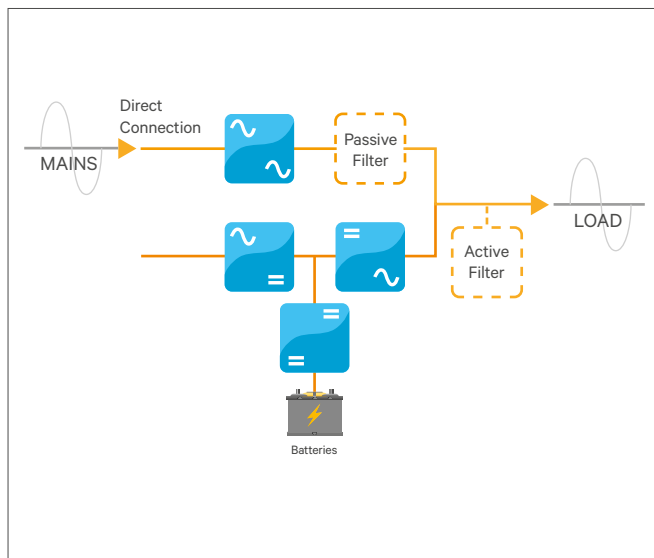 Direct
Connection
MAINS
Passive
Filter
LOAD
Active
Filter
Batteries